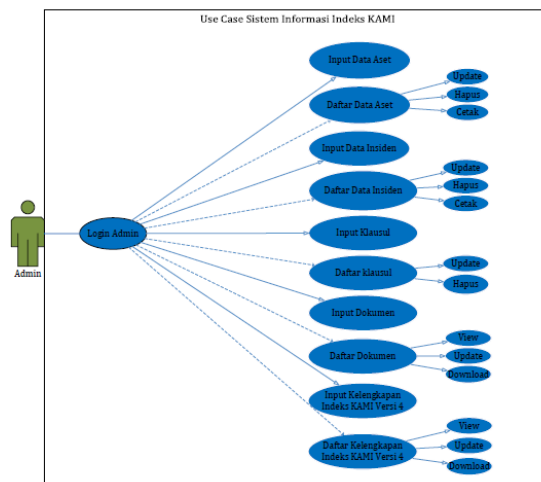 Use Case Sistem Informasi Indeks KAMI
Input Data Aset
Daftar Data Aset
Update
Hapus
Cetak
Input Data Insiden
Daftar Data Insiden
Update
Hapus
Cetak
Login Admin
Admin
Input Klausul
Daftar klausul
Update
Hapus
Input Dokumen
Daftar Dokumen
View
Update
Download
Input Kelengkapan
Indeks KAMI Versi 4
Daftar Kelengkapan
Indeks KAMI Versi 4
View
Update
Download